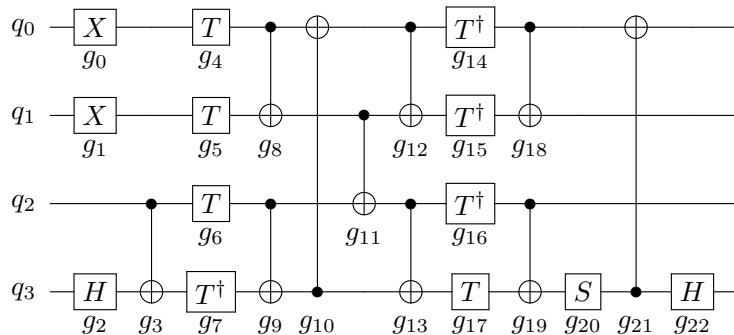 q0 X T T†
g0 g4 g14
q1 X T T†
g1 g5 g8 g12 g15 g18
q2 T T†
g6 g11 g16
q3 H T† T S H
g2 g3 g7 g9 g10 g13 g17 g19 g20 g21 g22